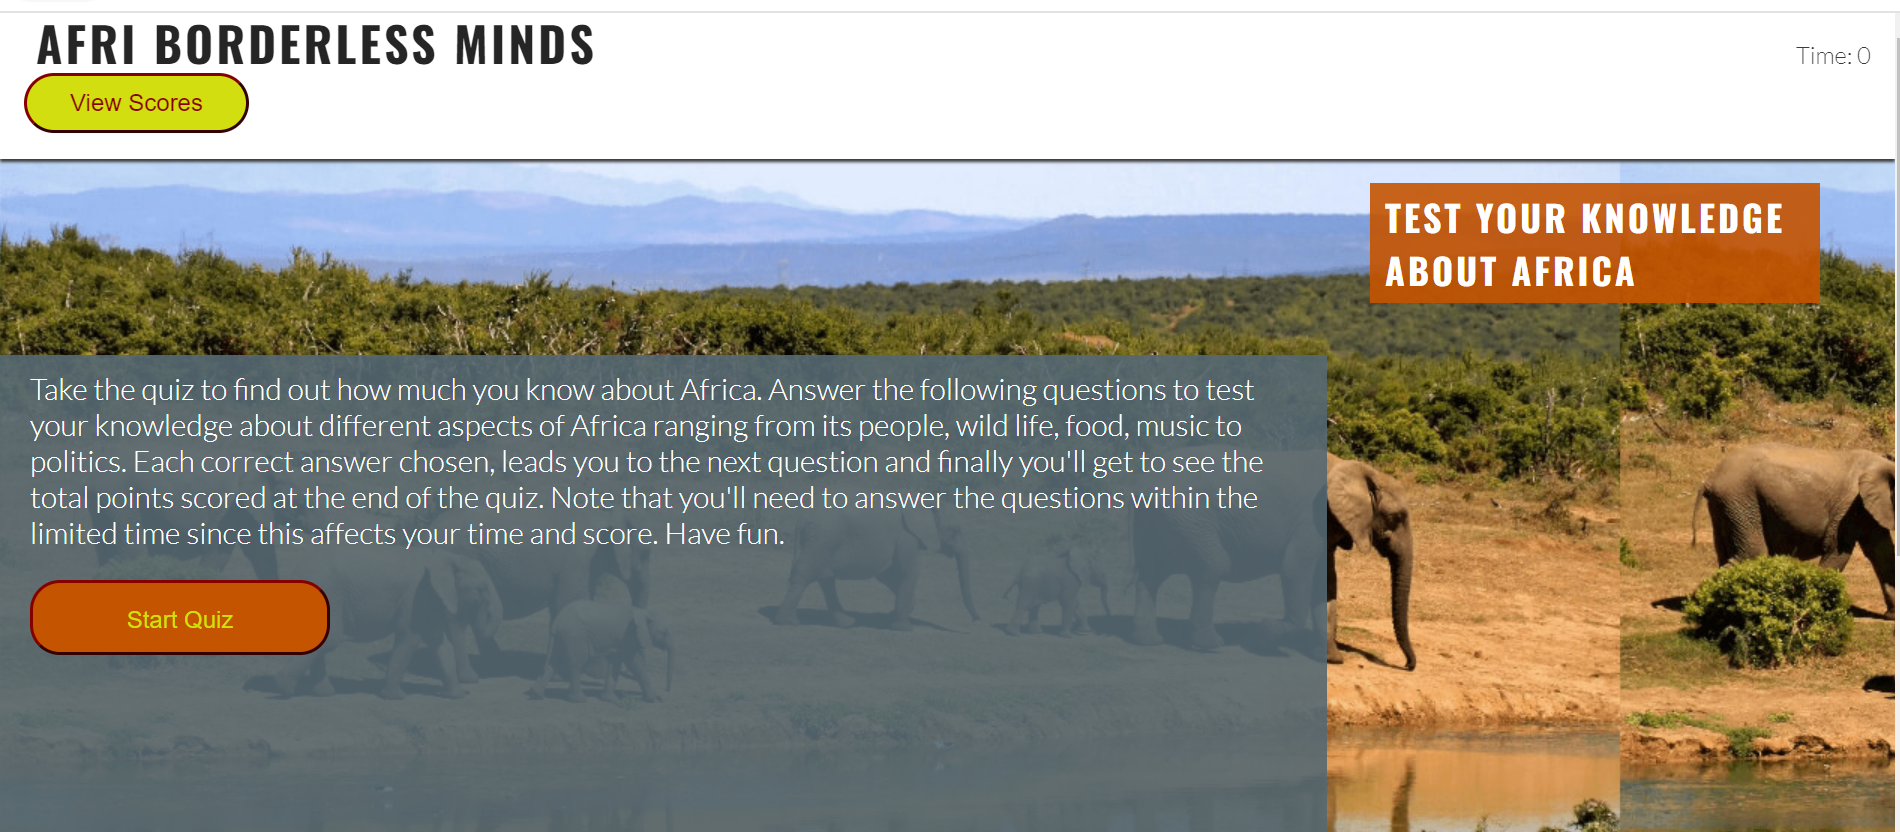 AFRI BORDERLESS MINDS
Time: 0
View Scores
TEST YOUR KNOWLEDGE
ABOUT AFRICA
Take the quiz to find out how much you know about Africa. Answer the following questions to test
your knowledge about different aspects of Africa ranging from its people, wild life, food, music to
politics. Each correct answer chosen, leads you to the next question and finally you'll get to see the
total points scored at the end of the quiz. Note that you'll need to answer the questions within the
limited time since this affects your time and score. Have fun.
Start Quiz